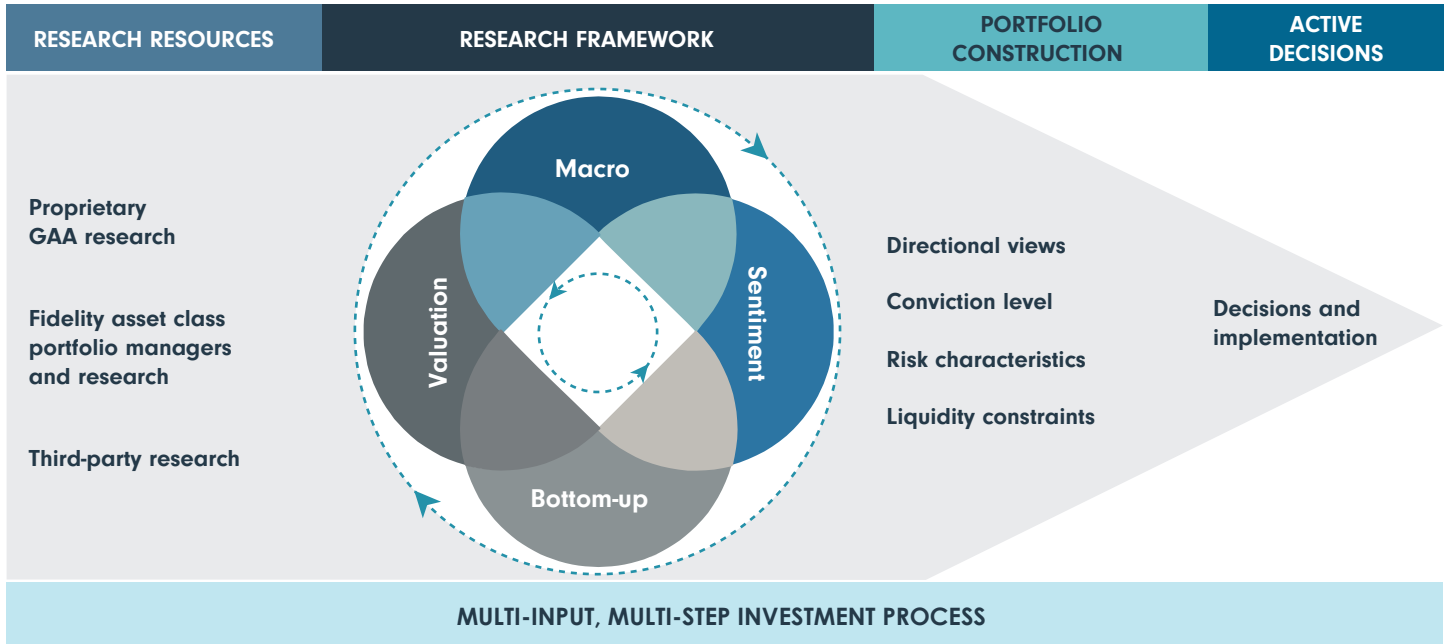 RESEARCH RESOURCES
RESEARCH FRAMEWORK
PORTFOLIO
CONSTRUCTION
ACTIVE
DECISIONS
Proprietary
GAA research
Fidelity asset class
portfolio managers
and research
Third-party research
Macro
Sentiment
Bottom-up
Valuation
Directional views
Conviction level
Risk characteristics
Liquidity constraints
Decisions and
implementation
MULTI-INPUT, MULTI-STEP INVESTMENT PROCESS